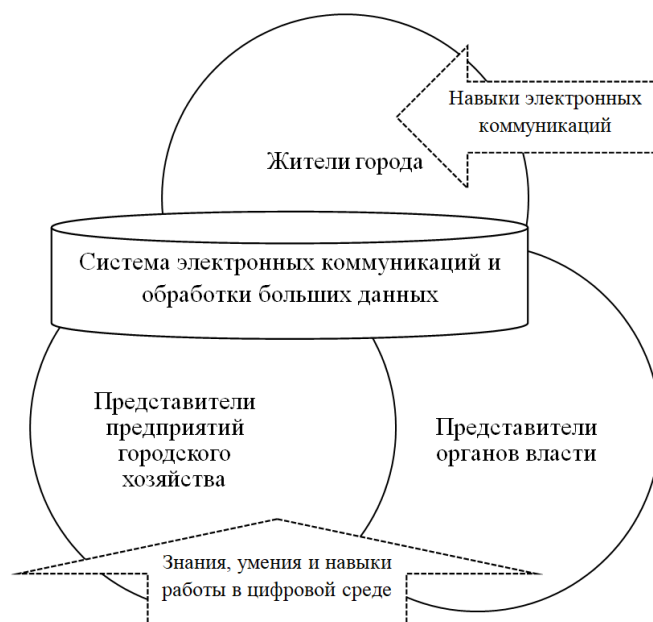 Навыки электронных
коммуникаций
Жители города
Система электронных коммуникаций и
обработки больших данных
Представители
предприятий
городского
хозяйства
Представители
органов власти
Знания, умения и навыки
работы в цифровой среде